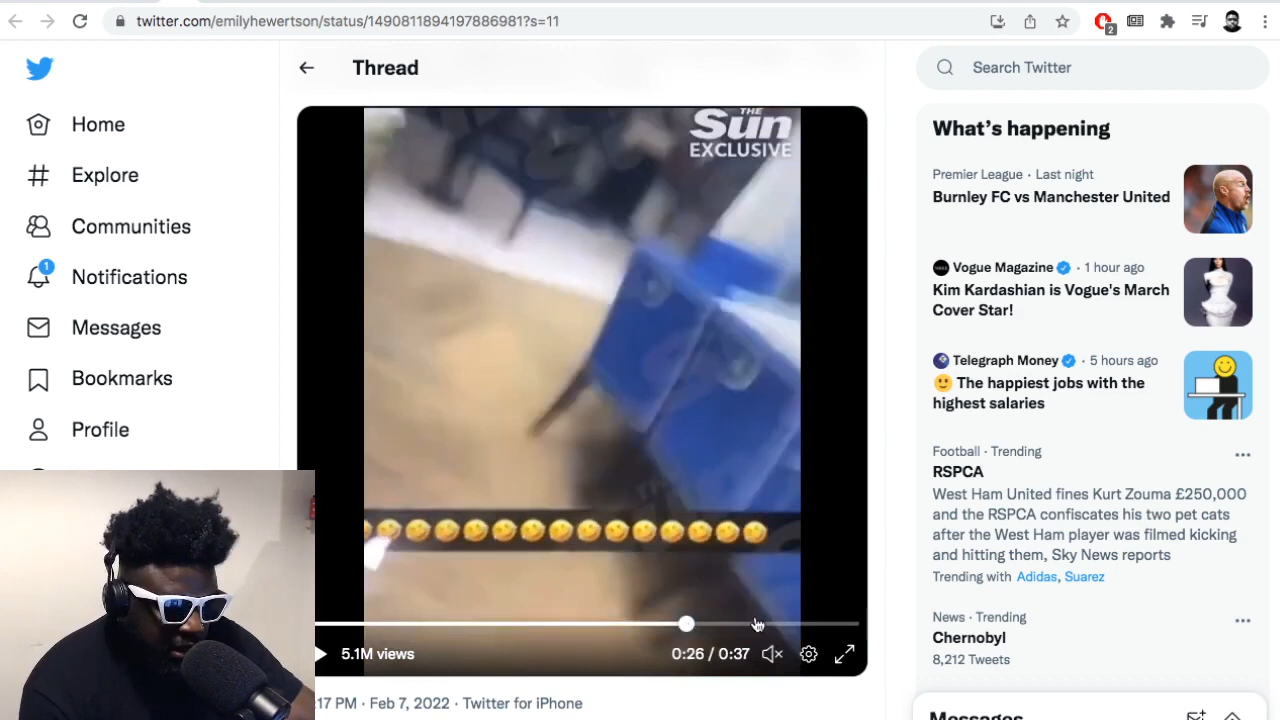 twitter.com/emilyhewertson/status/1490811894197886981?s=11
2
Thread
Search Twitter
Home
Explore
Communities
1
Notifications
Messages
Bookmarks
Profile
THE
Sun
EXCLUSIVE
5.1M views
0:26 / 0:37
:17 PM · Feb 7, 2022 · Twitter for iPhone
What's happening
Premier League · Last night
Burnley FC vs Manchester United
Vogue Magazine · 1 hour ago
Kim Kardashian is Vogue's March
Cover Star!
Telegraph Money · 5 hours ago
🙂 The happiest jobs with the
highest salaries
Football · Trending
RSPCA
West Ham United fines Kurt Zouma £250,000
and the RSPCA confiscates his two pet cats
after the West Ham player was filmed kicking
and hitting them, Sky News reports
Trending with Adidas, Suarez
News · Trending
Chernobyl
8,212 Tweets
Messages